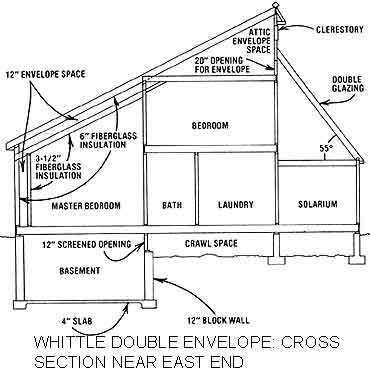 ATTIC
ENVELOPE
SPACE
CLERESTORY
20" OPENING
FOR ENVELOPE
12" ENVELOPE SPACE
DOUBLE
GLAZING
6" FIBERGLASS
INSULATION
BEDROOM
3-1/2"
FIBERGLASS
INSULATION
55°
MASTER BEDROOM
BATH
LAUNDRY
SOLARIUM
12" SCREENED OPENING
CRAWL SPACE
BASEMENT
4" SLAB
12" BLOCK WALL
WHITTLE DOUBLE ENVELOPE: CROSS
SECTION NEAR EAST END